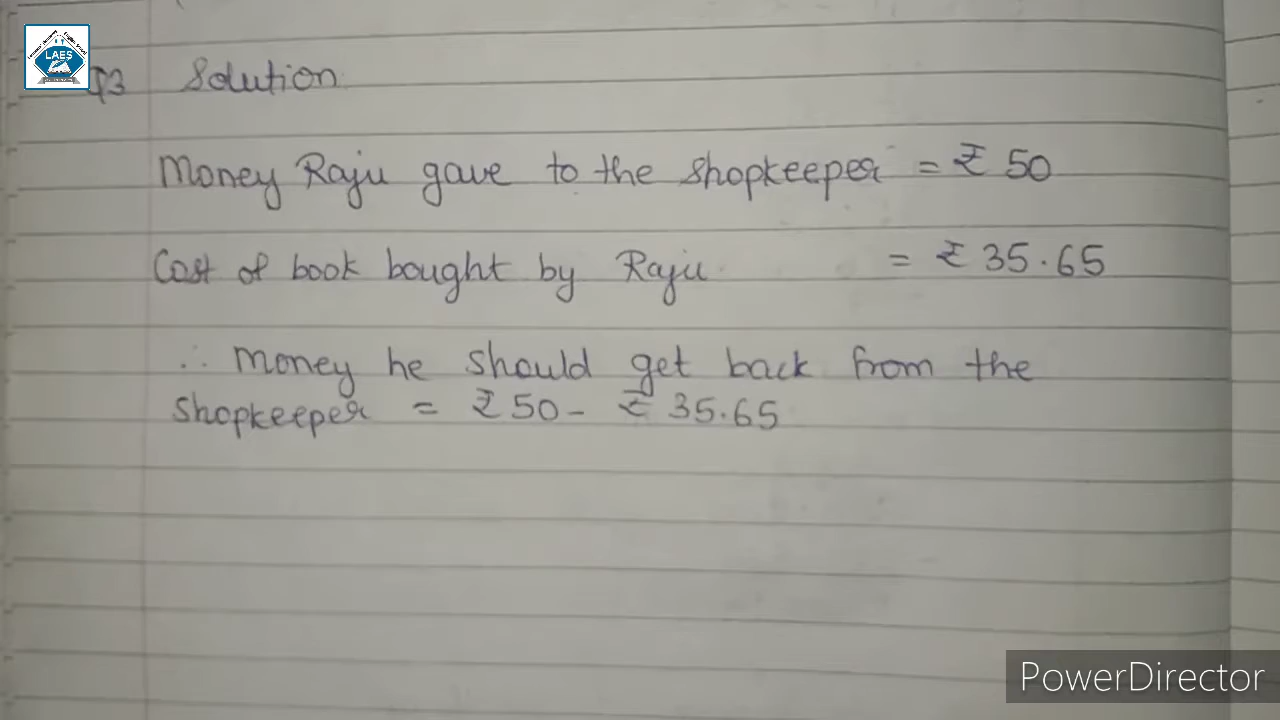 LAES
Q3 Solution
Money Raju gave to the shopkeeper = ₹ 50
Cost of book bought by Raju = ₹ 35.65
∴ Money he should get back from the
shopkeeper = ₹ 50 - ₹ 35.65
PowerDirector